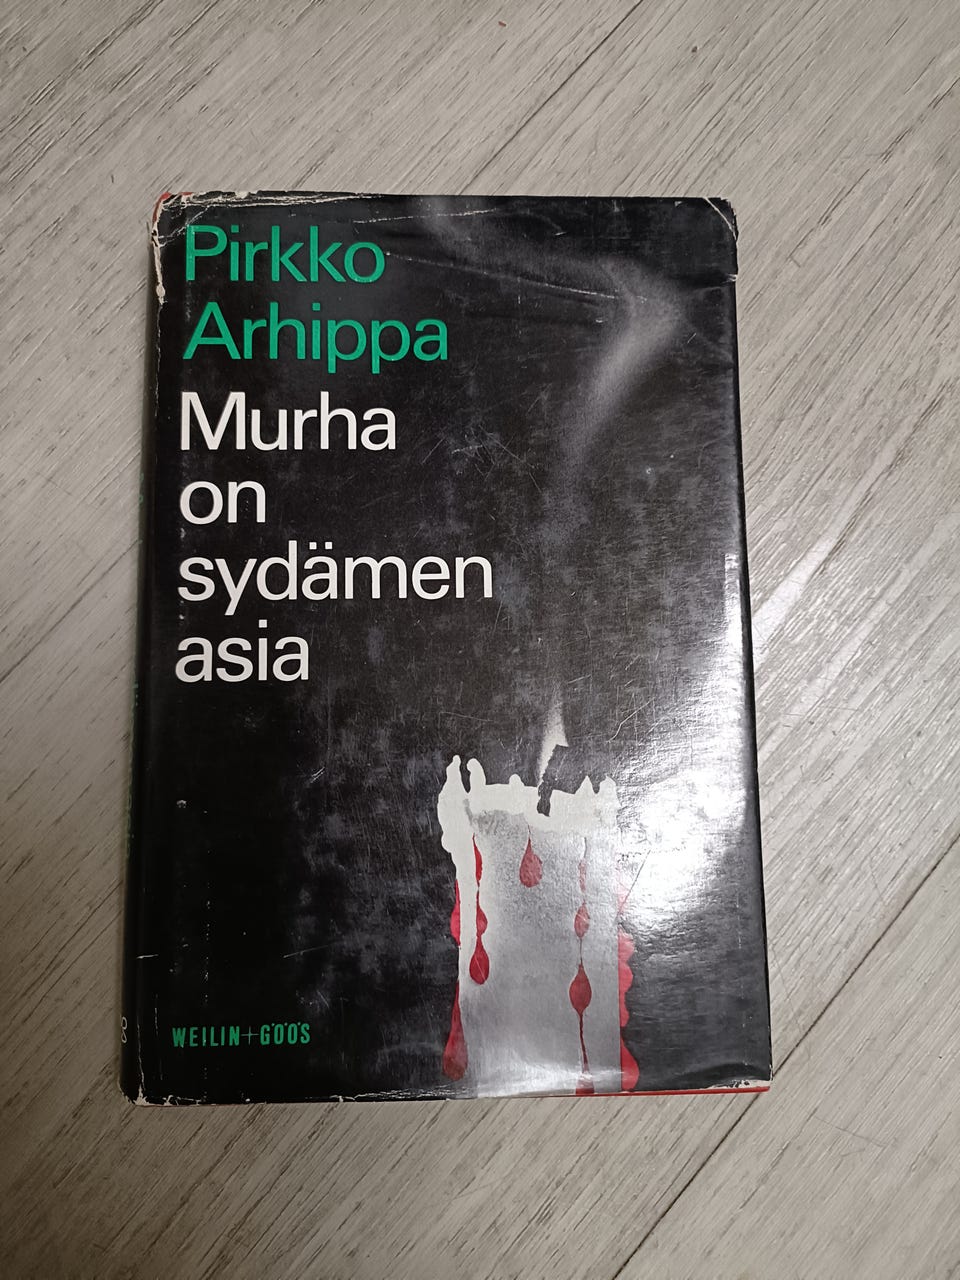 Pirkko
Arhippa
Murha
on
sydämen
asia
WEILIN+GÖÖS